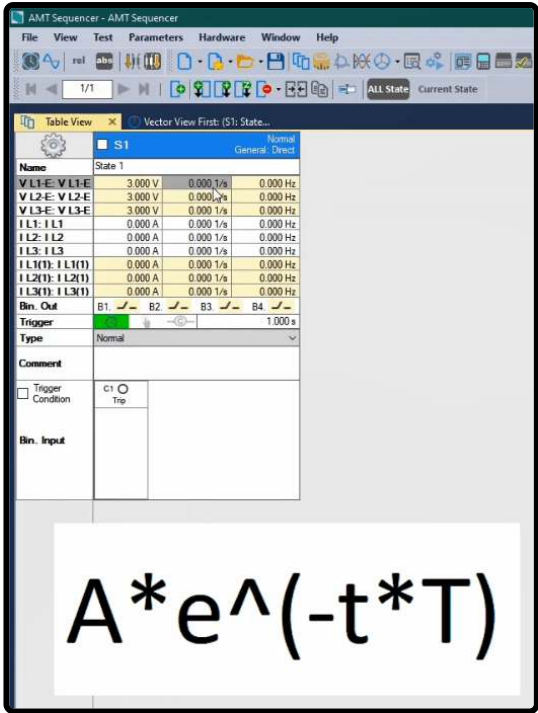 AMT Sequencer - AMT Sequencer
File View Test Parameters Hardware Window Help
rel abs
1/1 ALL State Current State
Table View × Vector View First: (S1: State...
S1 Normal
General: Direct
Name State 1
V L1-E: V L1-E 3.000 V 0.000 1/s 0.000 Hz
V L2-E: V L2-E 3.000 V 0.000 1/s 0.000 Hz
V L3-E: V L3-E 3.000 V 0.000 1/s 0.000 Hz
I L1: I L1 0.000 A 0.000 1/s 0.000 Hz
I L2: I L2 0.000 A 0.000 1/s 0.000 Hz
I L3: I L3 0.000 A 0.000 1/s 0.000 Hz
I L1(1): I L1(1) 0.000 A 0.000 1/s 0.000 Hz
I L2(1): I L2(1) 0.000 A 0.000 1/s 0.000 Hz
I L3(1): I L3(1) 0.000 A 0.000 1/s 0.000 Hz
Bin. Out B1. B2. B3. B4.
Trigger 1.000 s
Type Normal
Comment
Trigger
Condition
C1
Trip
Bin. Input
A*e^(-t*T)